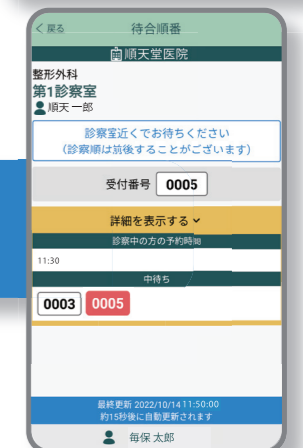 戻る 待合順番
順天堂医院
整形外科
第1診察室
順天 一郎
診察室近くでお待ちください
(診察順は前後することがございます)
受付番号 0005
詳細を表示する
診察中の方の予約時間
11:30
中待ち
0003 0005
最終更新 2022/10/14 11:50:00
約15秒後に自動更新されます
毎保 太郎